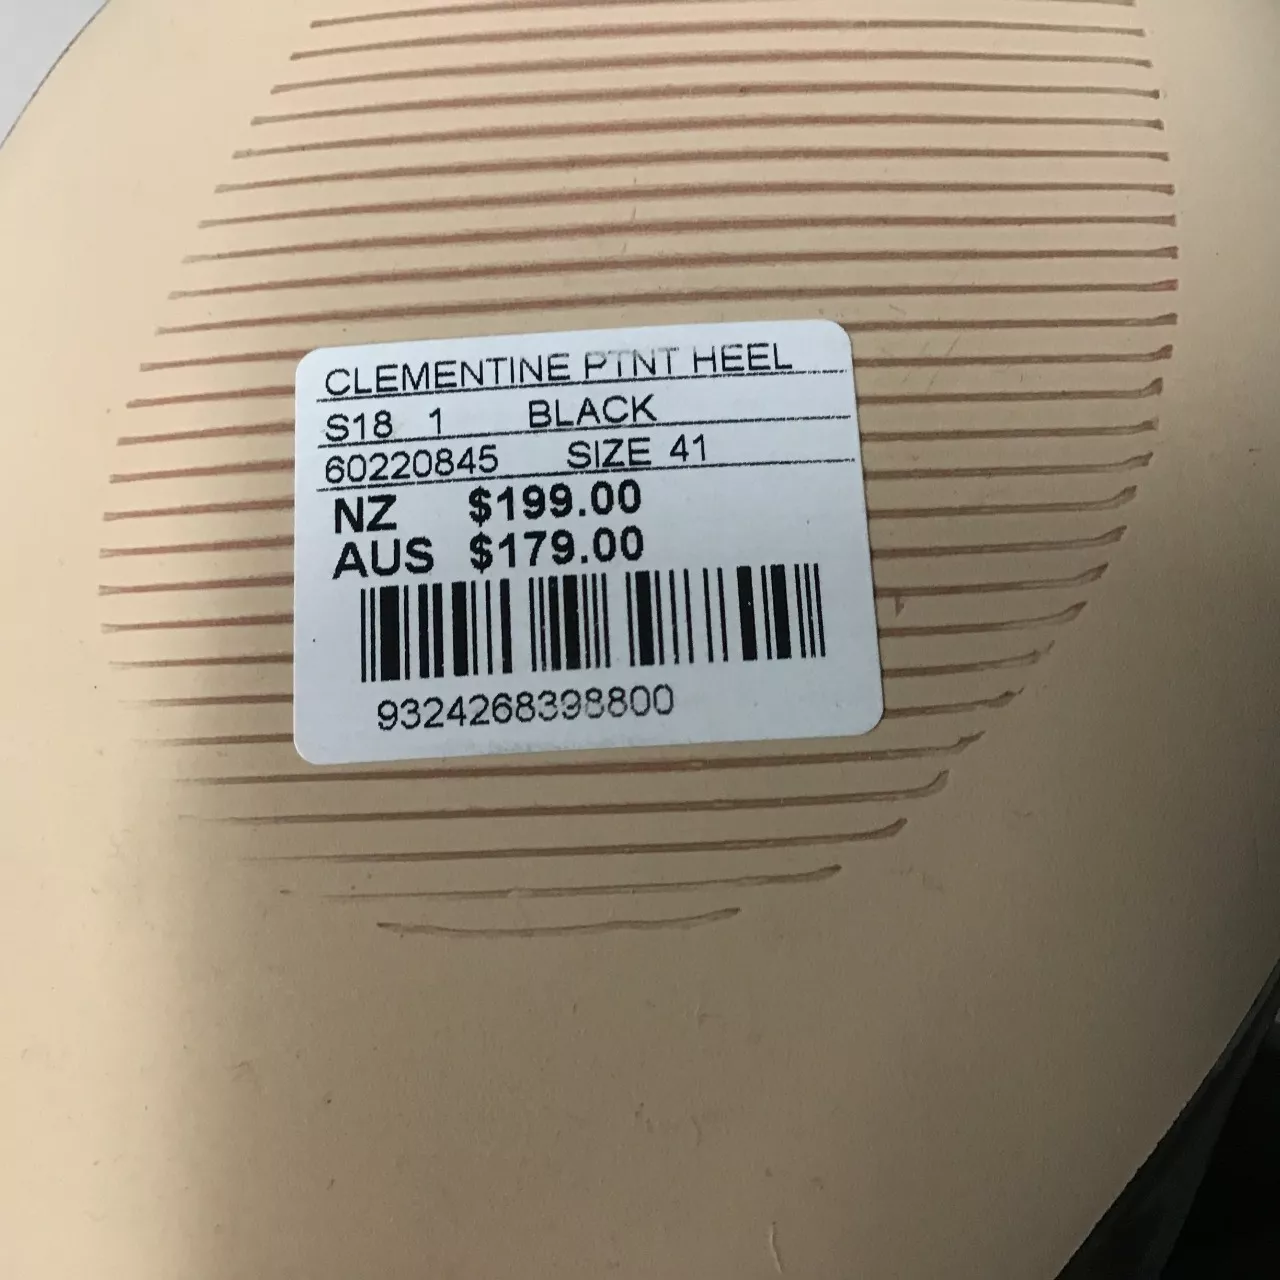 CLEMENTINE PTNT HEEL
S18 1 BLACK
60220845 SIZE 41
NZ $199.00
AUS $179.00
9324268398800